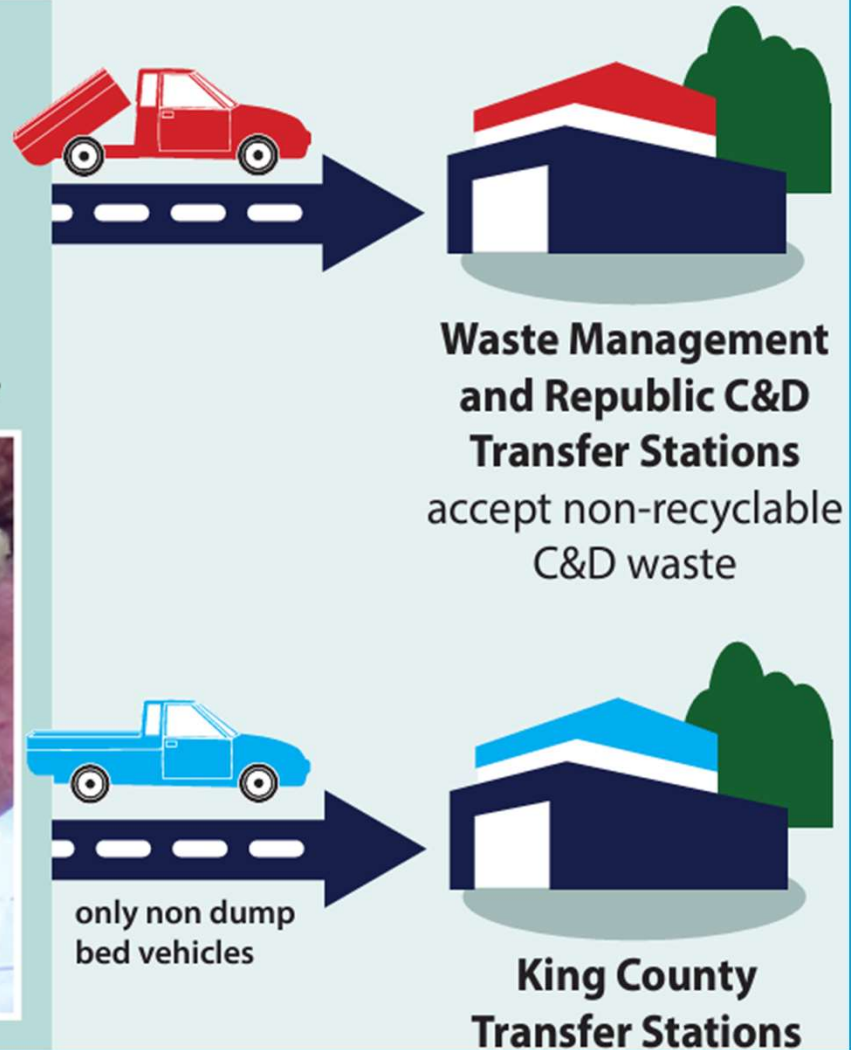 Waste Management
and Republic C&D
Transfer Stations
accept non-recyclable
C&D waste
only non dump
bed vehicles
King County
Transfer Stations